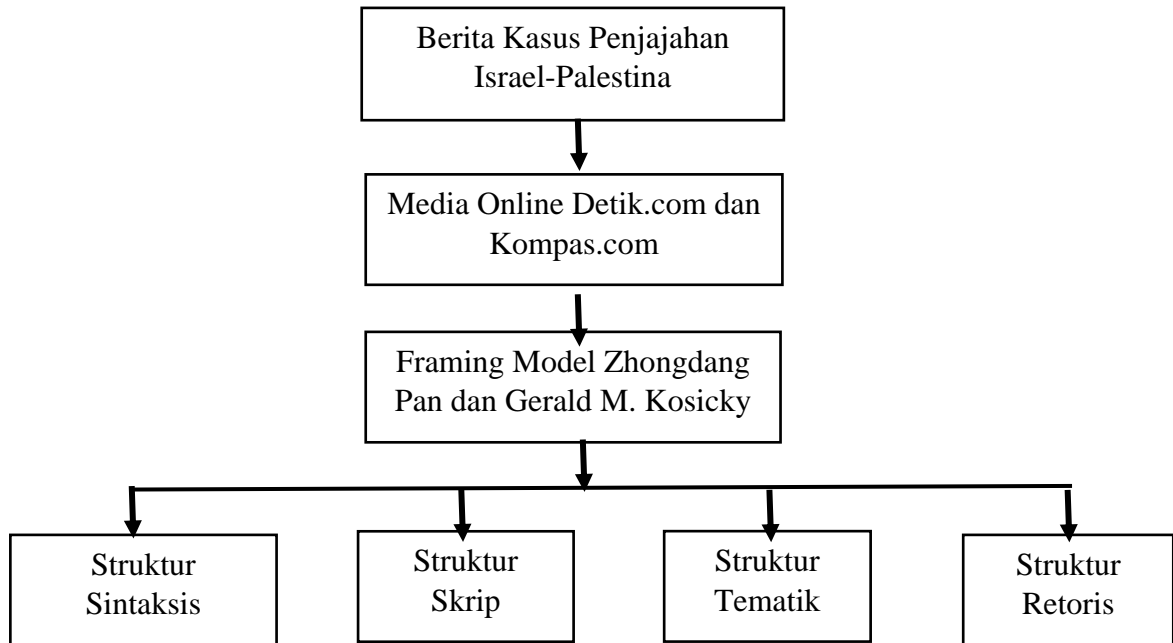 Berita Kasus Penjajahan
Israel-Palestina
Media Online Detik.com dan
Kompas.com
Framing Model Zhongdang
Pan dan Gerald M. Kosicky
Struktur
Sintaksis
Struktur
Skrip
Struktur
Tematik
Struktur
Retoris